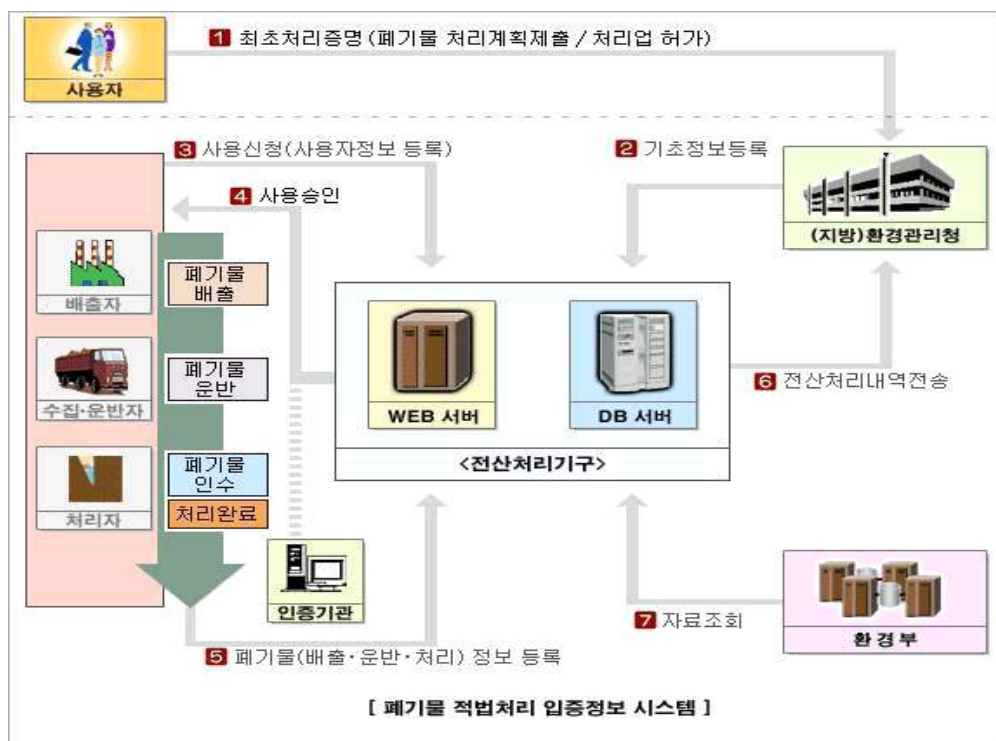 1 최초처리증명(폐기물 처리계획제출 / 처리업 허가)
사용자
3 사용신청(사용자정보 등록)
2 기초정보등록
4 사용승인
(지방)환경관리청
폐기물
배출
배출자
폐기물
운반
수집·운반자
6 전산처리내역전송
WEB 서버
DB 서버
<전산처리기구>
폐기물
인수
처리완료
처리자
인증기관
7 자료조회
환경부
5 폐기물(배출·운반·처리) 정보 등록
[ 폐기물 적법처리 입증정보 시스템 ]